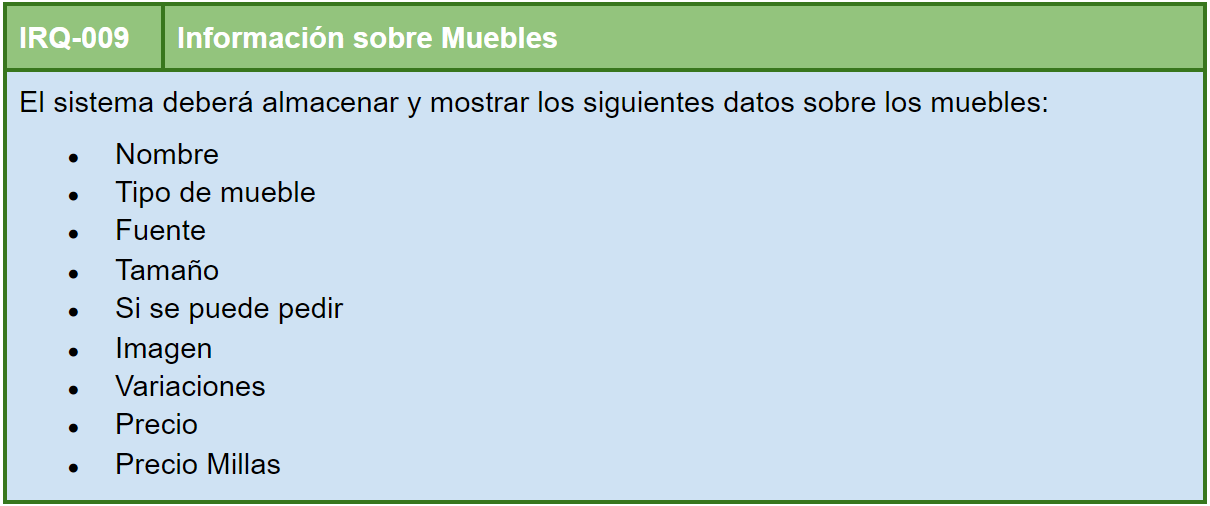 IRQ-009 Información sobre Muebles
El sistema deberá almacenar y mostrar los siguientes datos sobre los muebles:
● Nombre
● Tipo de mueble
● Fuente
● Tamaño
● Si se puede pedir
● Imagen
● Variaciones
● Precio
● Precio Millas